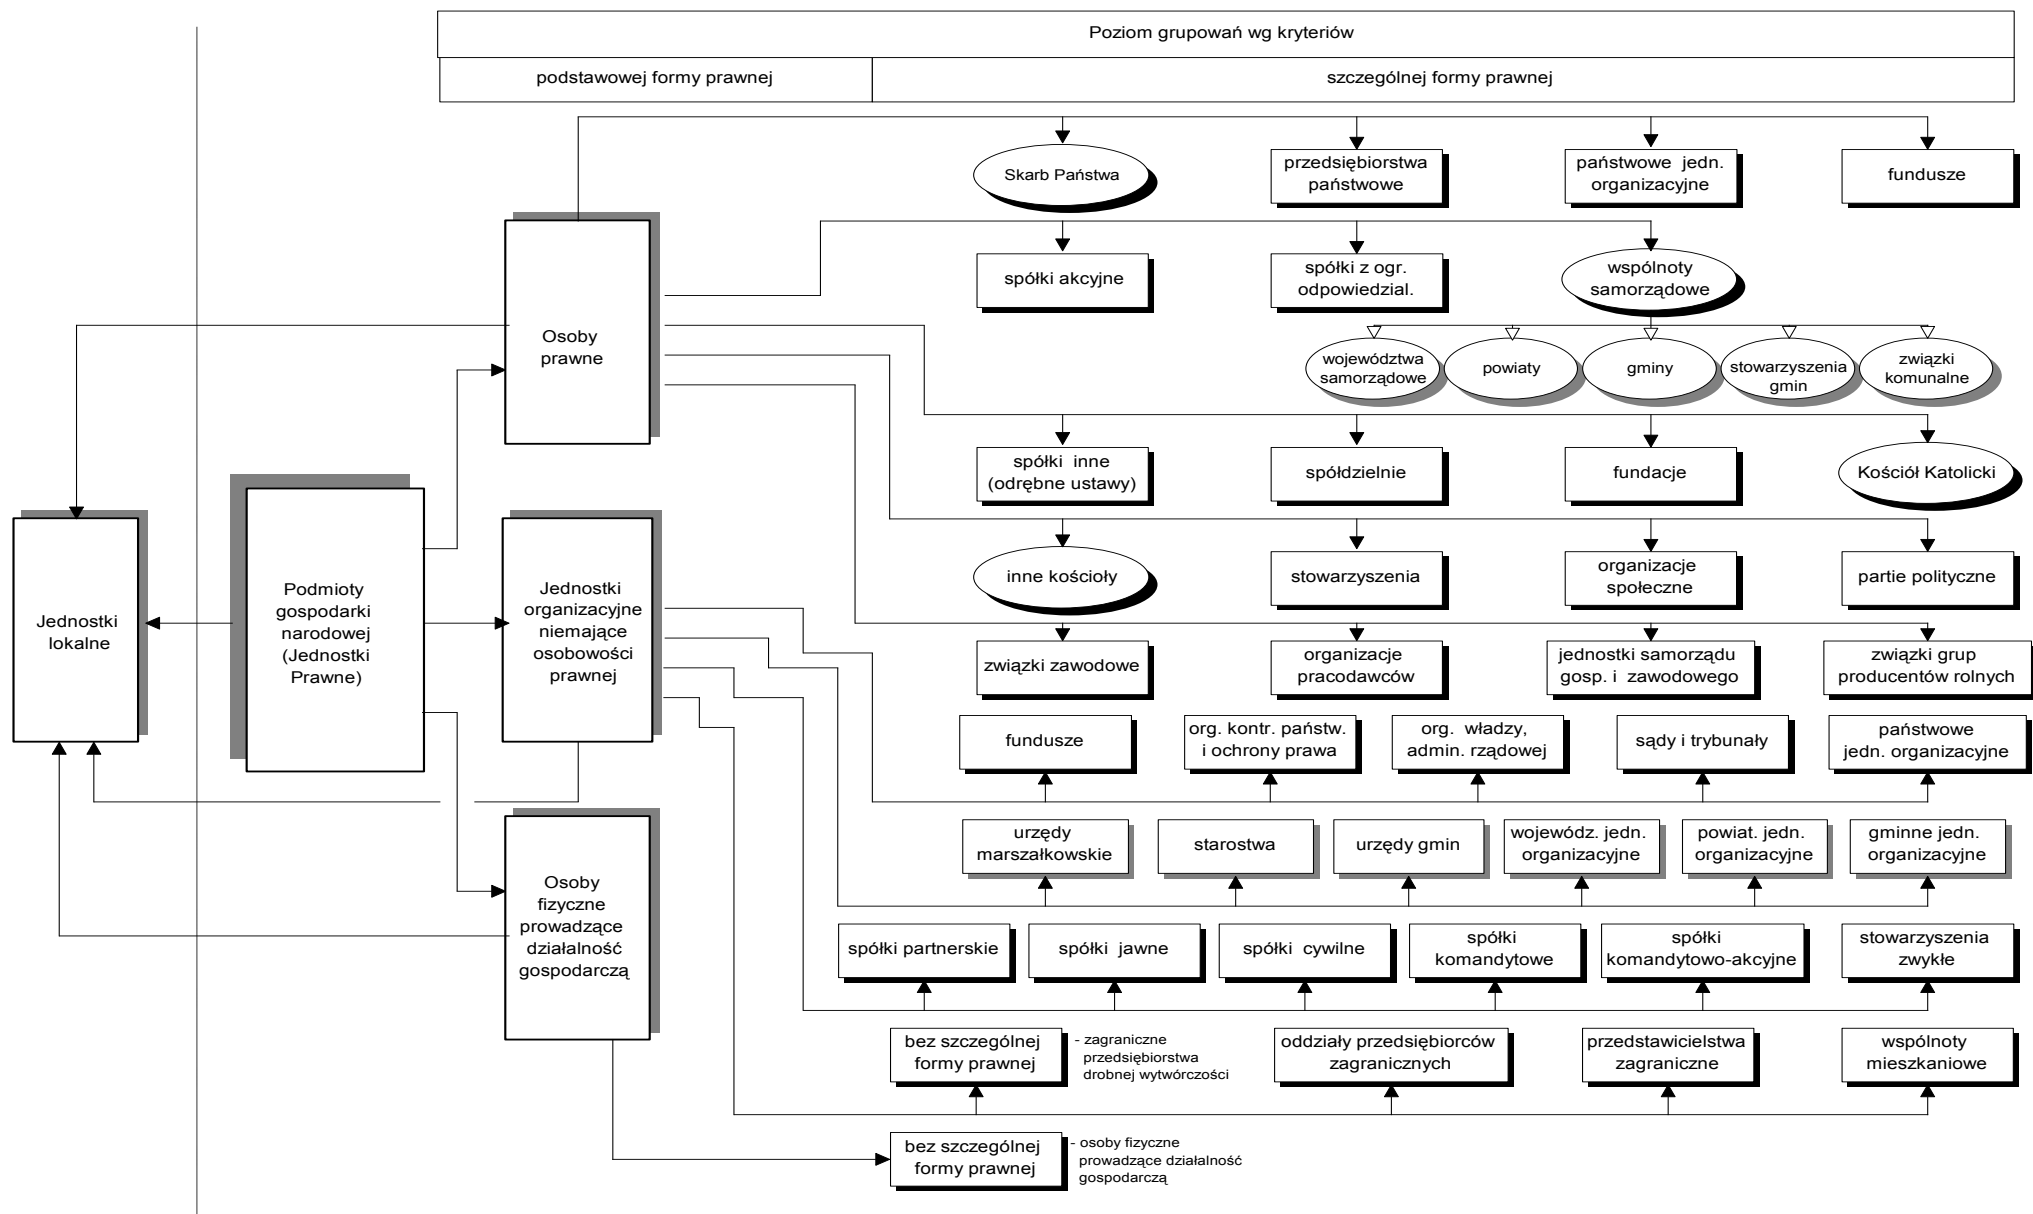 Poziom grupowań wg kryteriów
podstawowej formy prawnej
szczególnej formy prawnej
Skarb Państwa
przedsiębiorstwa
państwowe
państwowe jedn.
organizacyjne
fundusze
Osoby
prawne
spółki akcyjne
spółki z ogr.
odpowiedzial.
wspólnoty
samorządowe
województwa
samorządowe
powiaty
gminy
stowarzyszenia
gmin
związki
komunalne
spółki inne
(odrębne ustawy)
spółdzielnie
fundacje
Kościół Katolicki
inne kościoły
stowarzyszenia
organizacje
społeczne
partie polityczne
związki zawodowe
organizacje
pracodawców
jednostki samorządu
gosp. i zawodowego
związki grup
producentów rolnych
Jednostki
lokalne
Podmioty
gospodarki
narodowej
(Jednostki
Prawne)
Jednostki
organizacyjne
niemające
osobowości
prawnej
fundusze
org. kontr. państw.
i ochrony prawa
org. władzy,
admin. rządowej
sądy i trybunały
państwowe
jedn. organizacyjne
urzędy
marszałkowskie
starostwa
urzędy gmin
wojewódz. jedn.
organizacyjne
powiat. jedn.
organizacyjne
gminne jedn.
organizacyjne
spółki partnerskie
spółki jawne
spółki cywilne
spółki
komandytowe
spółki
komandytowo-akcyjne
stowarzyszenia
zwykłe
bez szczególnej
formy prawnej
- zagraniczne
przedsiębiorstwa
drobnej wytwórczości
oddziały przedsiębiorców
zagranicznych
przedstawicielstwa
zagraniczne
wspólnoty
mieszkaniowe
Osoby
fizyczne
prowadzące
działalność
gospodarczą
bez szczególnej
formy prawnej
- osoby fizyczne
prowadzące działalność
gospodarczą